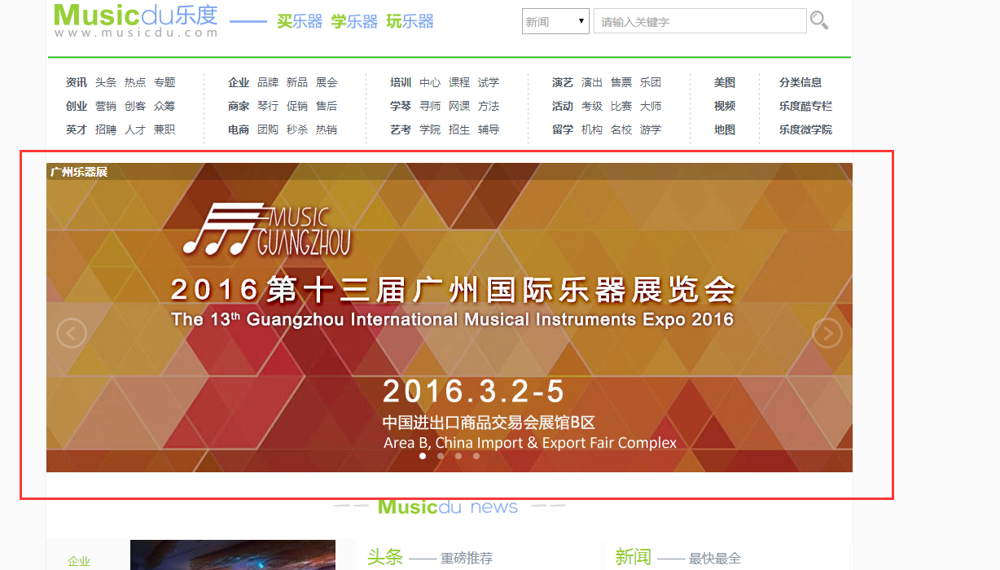 Musicdu乐度 —— 买乐器 学乐器 玩乐器
www.musicdu.com
新闻 请输入关键字
资讯 头条 热点 专题 企业 品牌 新品 展会 培训 中心 课程 试学 演艺 演出 售票 乐团 美图 分类信息
创业 营销 创客 众筹 商家 琴行 促销 售后 学琴 寻师 网课 方法 活动 考级 比赛 大师 视频 乐度酷专栏
英才 招聘 人才 兼职 电商 团购 秒杀 热销 艺考 学院 招生 辅导 留学 机构 名校 游学 地图 乐度微学院
广州乐器展
MUSIC
GUANGZHOU
2016第十三届广州国际乐器展览会
The 13th Guangzhou International Musical Instruments Expo 2016
2016.3.2-5
中国进出口商品交易会展馆B区
Area B, China Import & Export Fair Complex
Musicdu news
企业 头条 —— 重磅推荐 新闻 —— 最快最全